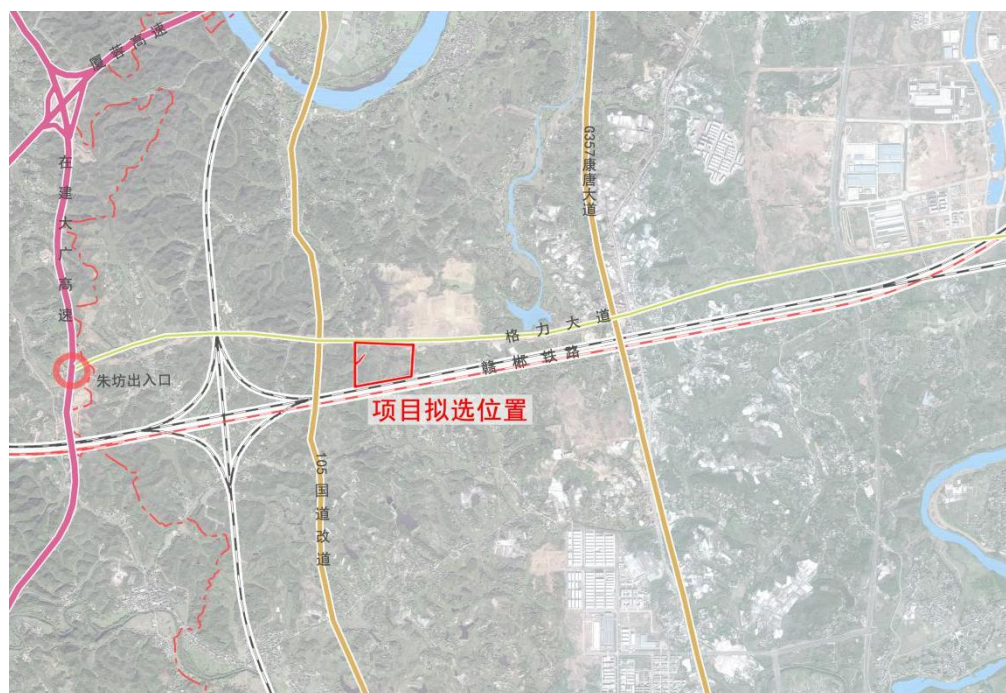 厦蓉高速
在建大广高速
G357康唐大道
格力大道
赣郴铁路
朱坊出入口
项目拟选位置
105国道改道